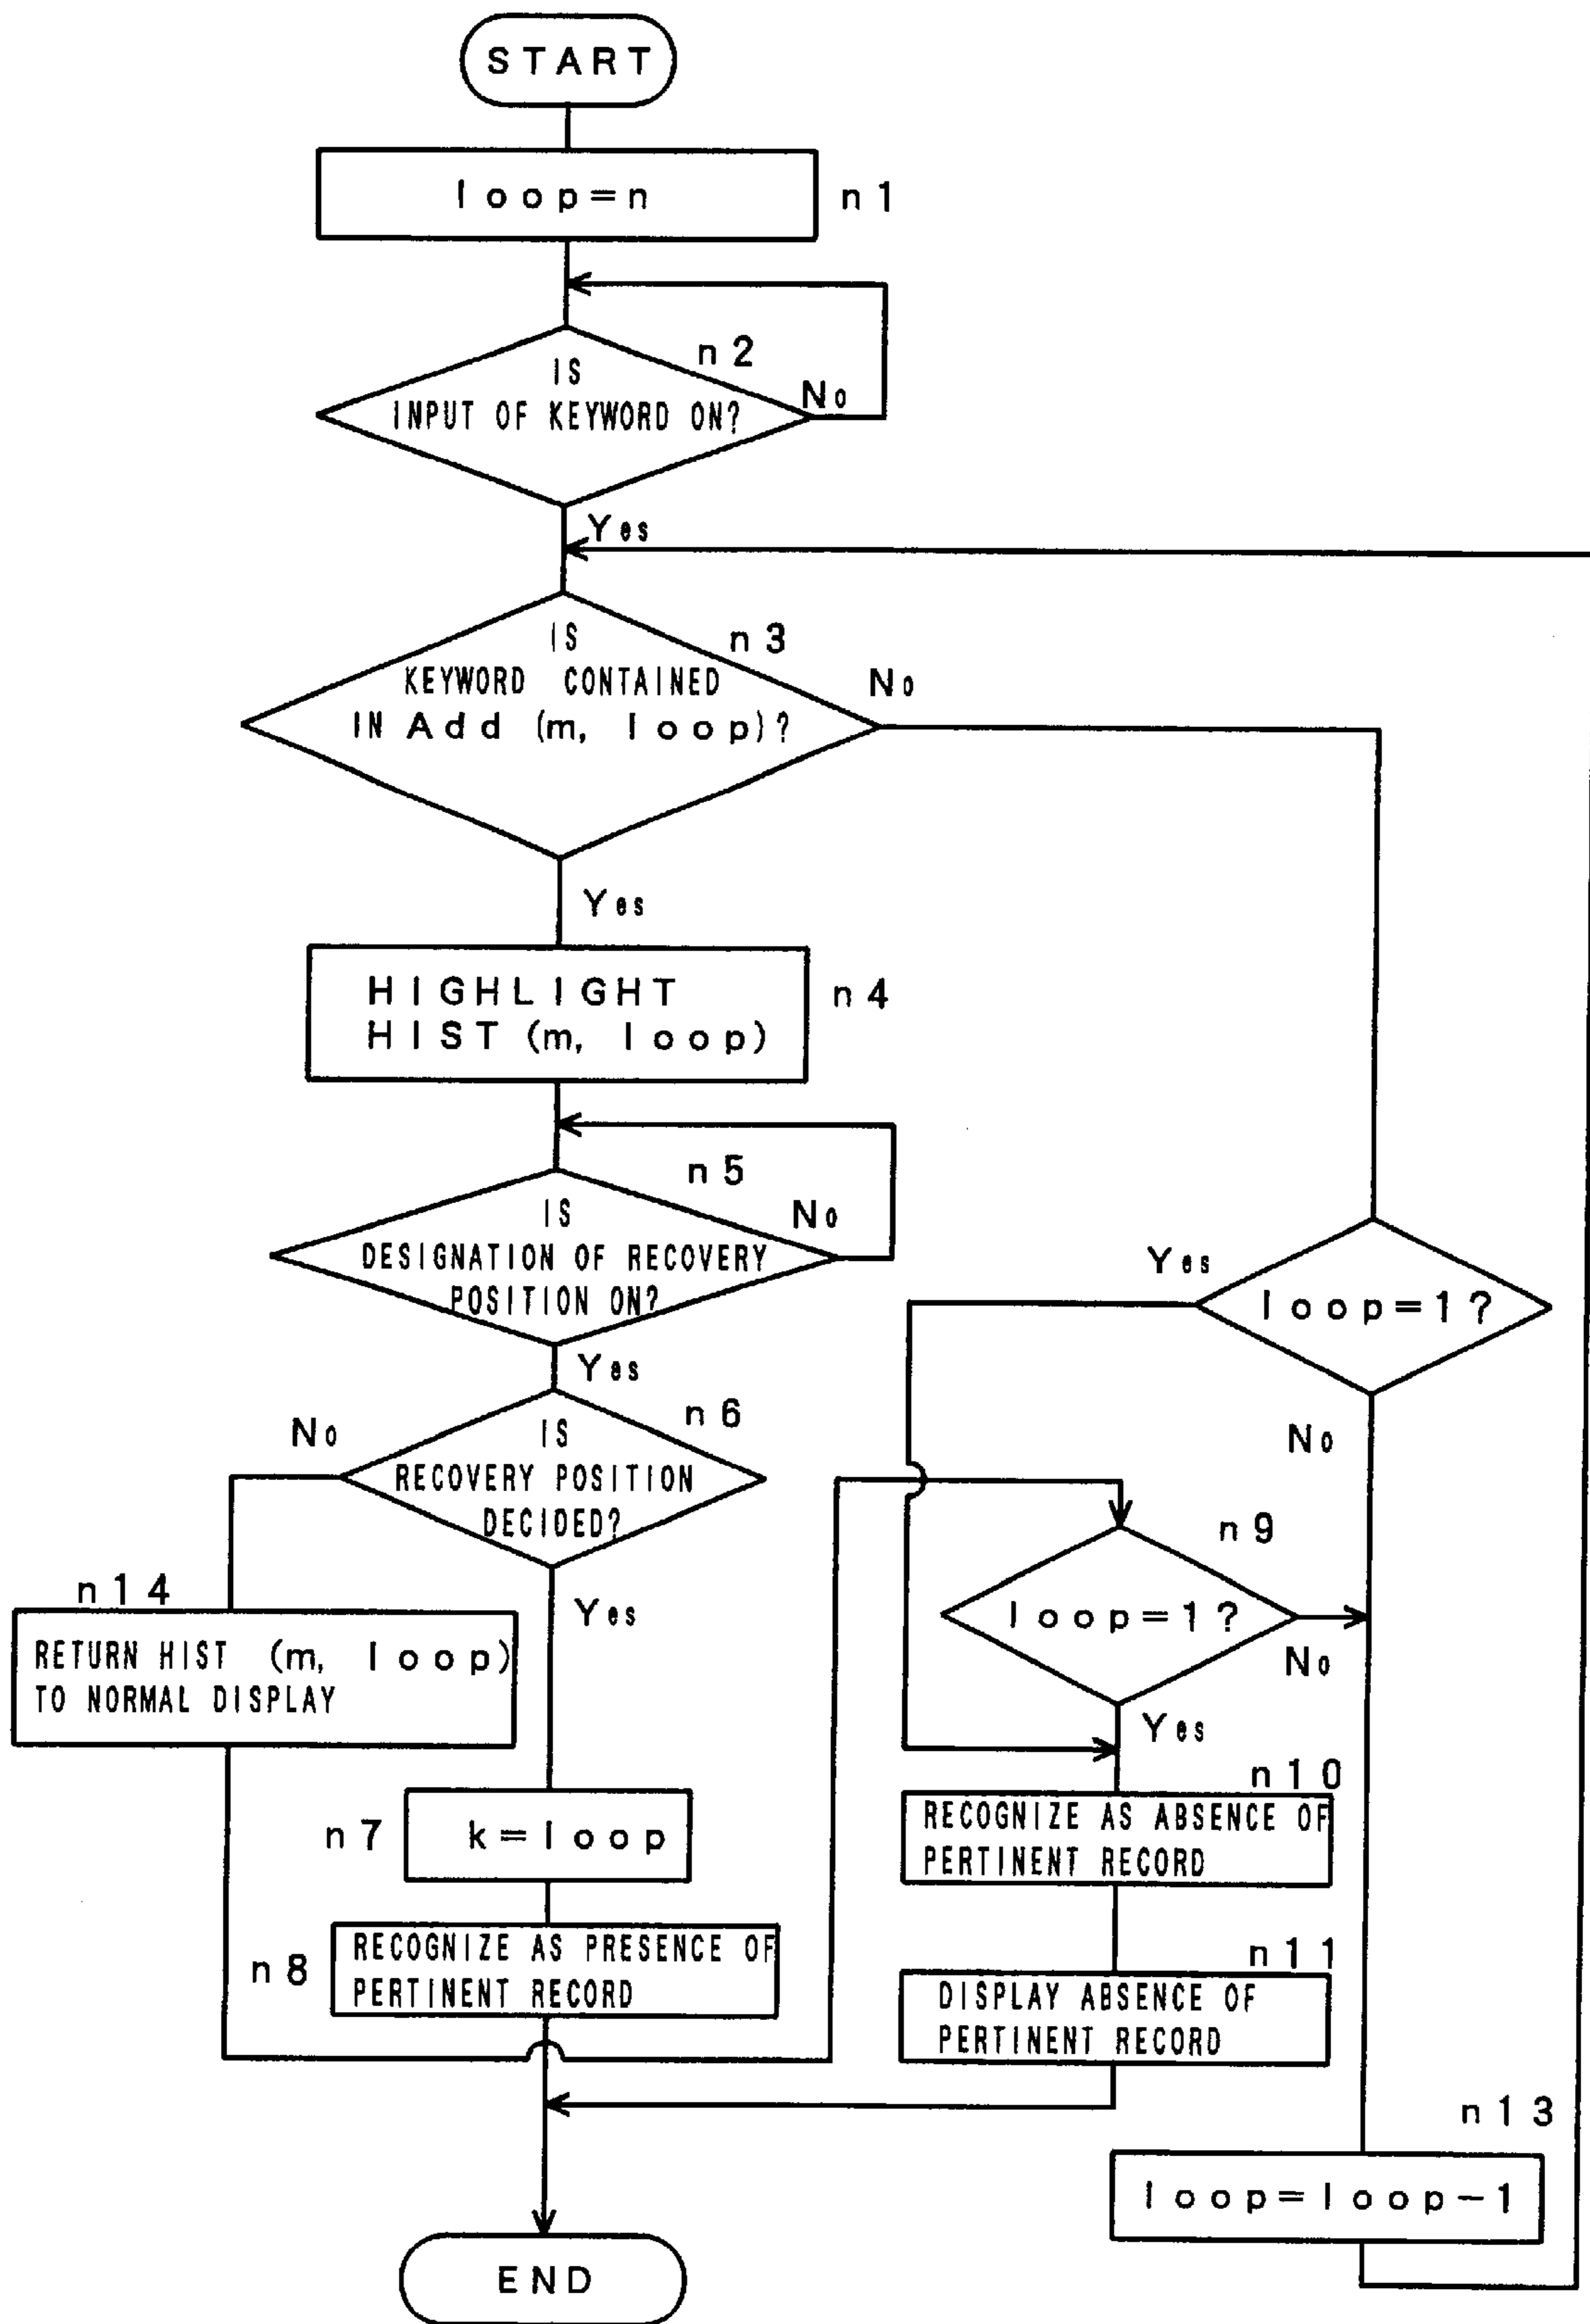 START
loop=n
n1
n2
IS
INPUT OF KEYWORD ON?
No
Yes
n3
IS
KEYWORD CONTAINED
IN Add (m, loop)?
No
Yes
HIGHLIGHT
HIST (m, loop)
n4
n5
IS
DESIGNATION OF RECOVERY
POSITION ON?
No
Yes
Yes
loop=1?
No
n6
IS
RECOVERY POSITION
DECIDED?
No
Yes
n9
loop=1?
No
Yes
n14
RETURN HIST (m, loop)
TO NORMAL DISPLAY
n7
k=loop
n10
RECOGNIZE AS ABSENCE OF
PERTINENT RECORD
n8
RECOGNIZE AS PRESENCE OF
PERTINENT RECORD
n11
DISPLAY ABSENCE OF
PERTINENT RECORD
n13
loop=loop-1
END